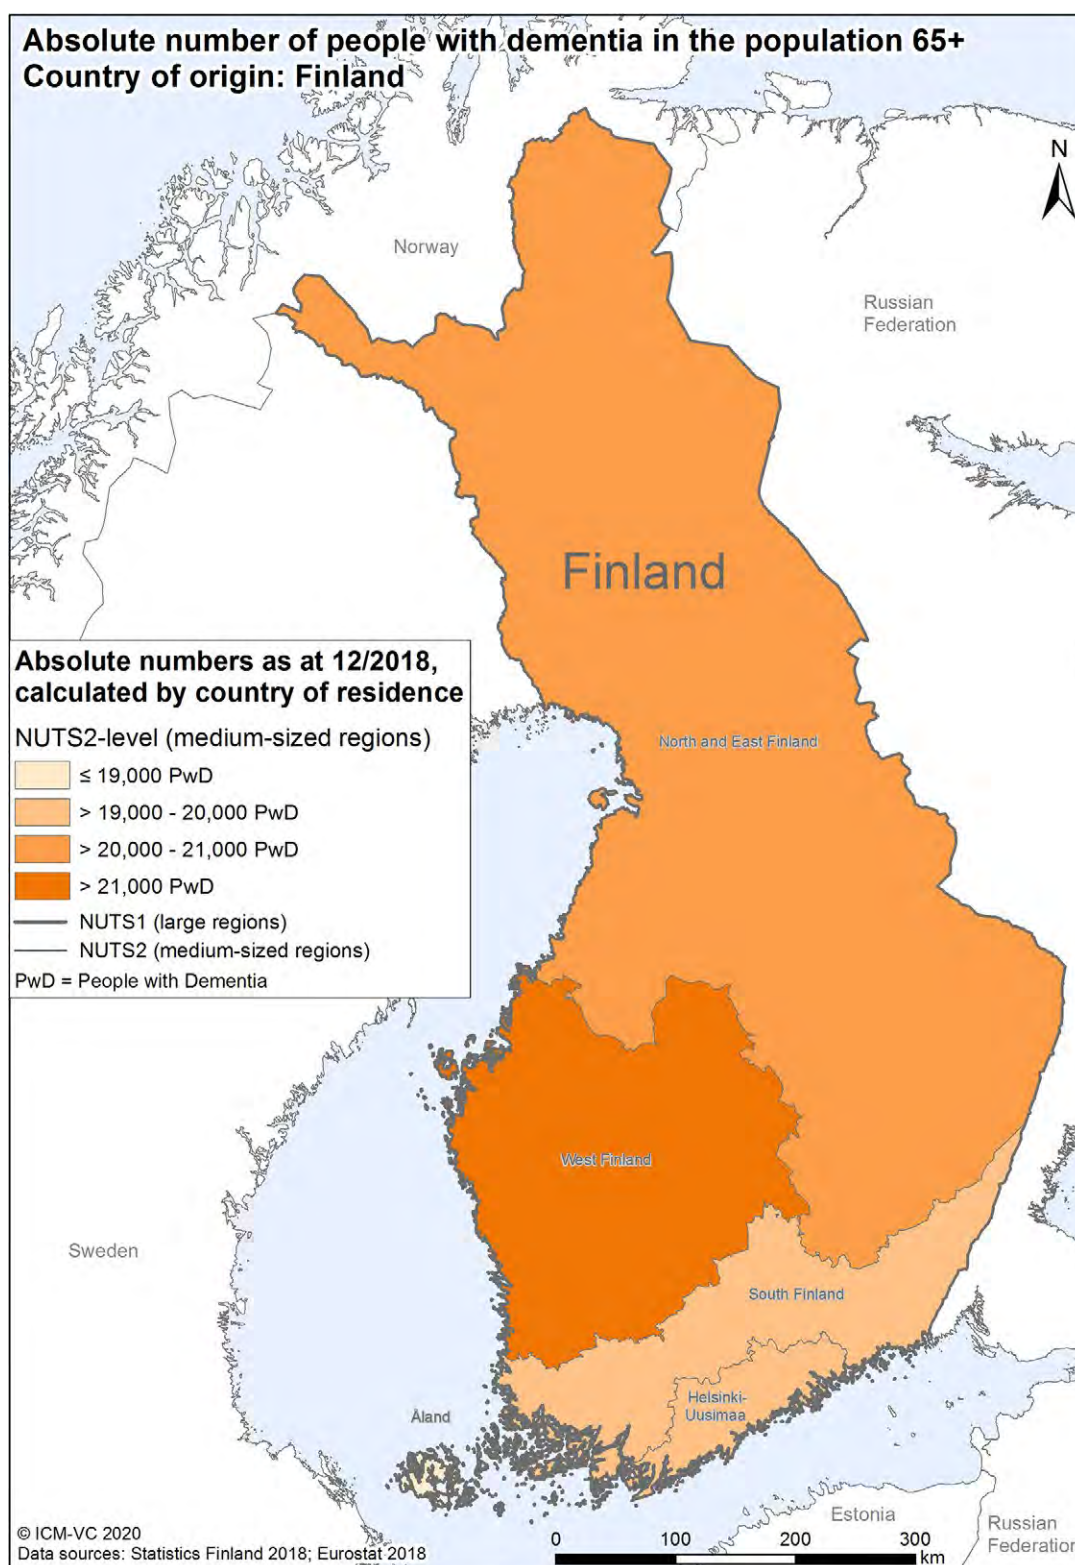 Absolute number of people with dementia in the population 65+
Country of origin: Finland
N
Norway
Russian
Federation
Finland
Absolute numbers as at 12/2018,
calculated by country of residence
NUTS2-level (medium-sized regions)
≤ 19,000 PwD
> 19,000 - 20,000 PwD
> 20,000 - 21,000 PwD
> 21,000 PwD
NUTS1 (large regions)
NUTS2 (medium-sized regions)
PwD = People with Dementia
North and East Finland
West Finland
Sweden
South Finland
Helsinki-
Uusimaa
Åland
Estonia
Russian
Federation
© ICM-VC 2020
Data sources: Statistics Finland 2018; Eurostat 2018
0 100 200 300
km